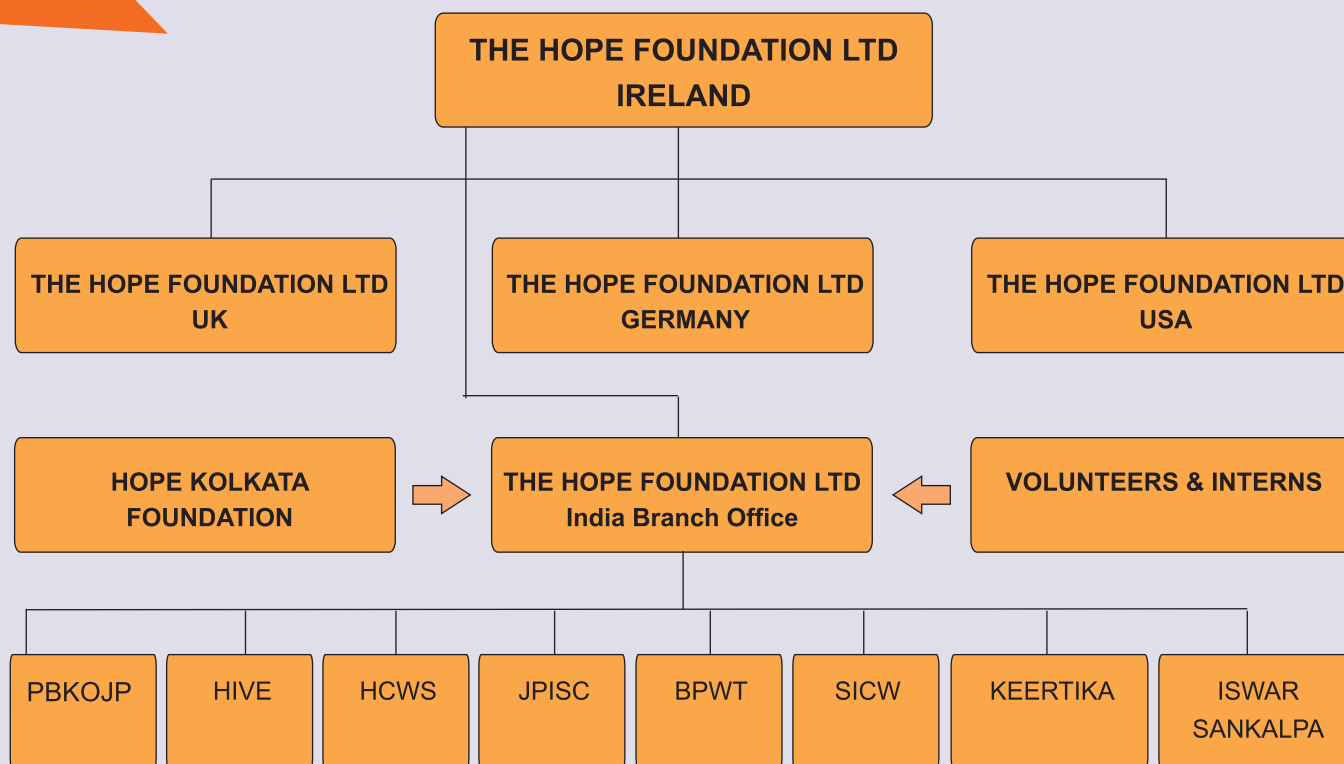 THE HOPE FOUNDATION LTD
IRELAND
THE HOPE FOUNDATION LTD
UK
THE HOPE FOUNDATION LTD
GERMANY
THE HOPE FOUNDATION LTD
USA
HOPE KOLKATA
FOUNDATION
THE HOPE FOUNDATION LTD
India Branch Office
VOLUNTEERS & INTERNS
PBKOJP
HIVE
HCWS
JPISC
BPWT
SICW
KEERTIKA
ISWAR
SANKALPA